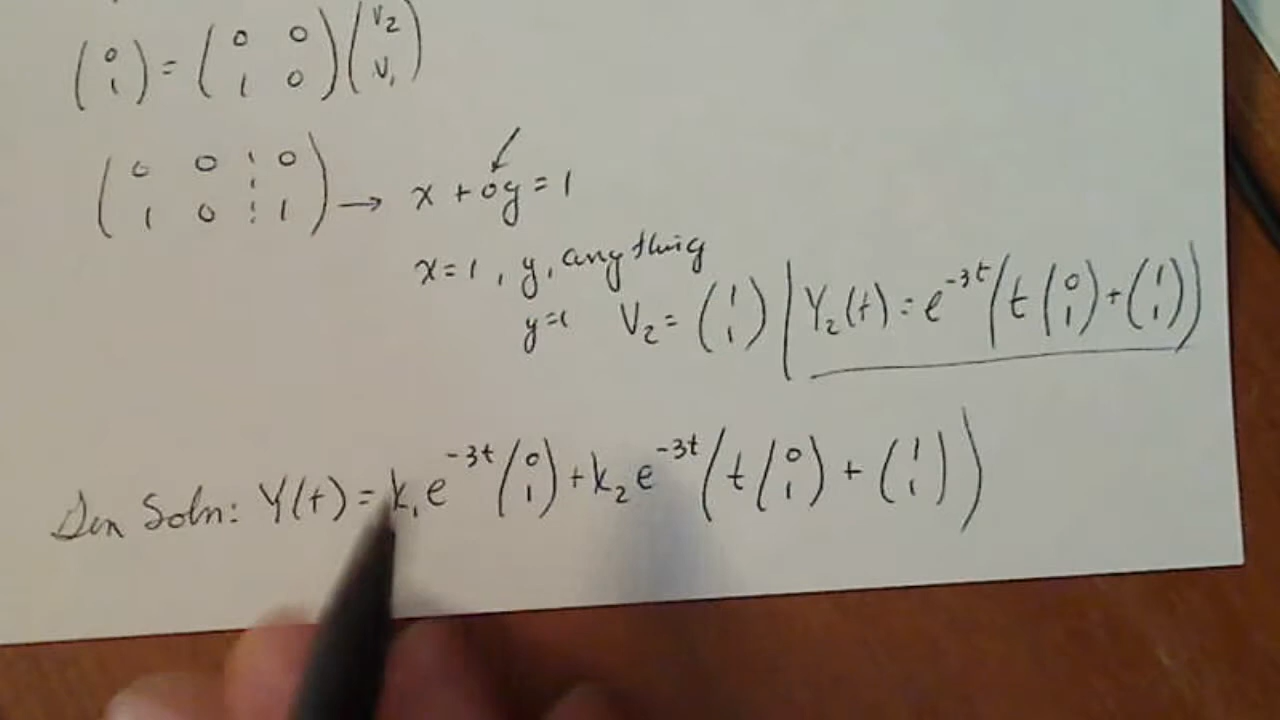 (0 1) = (0 0 1 0) (V2 V1)
(0 0 ¦ 0 1 0 ¦ 1) → x + 0y = 1
x = 1, y, anything
y = 1 V₂ = (1 1) | Y₂(t) = e^-3t (t (0 1) + (1 1))
Gen Soln: Y(t) = k₁e^-3t (0 1) + k₂e^-3t (t (0 1) + (1 1))